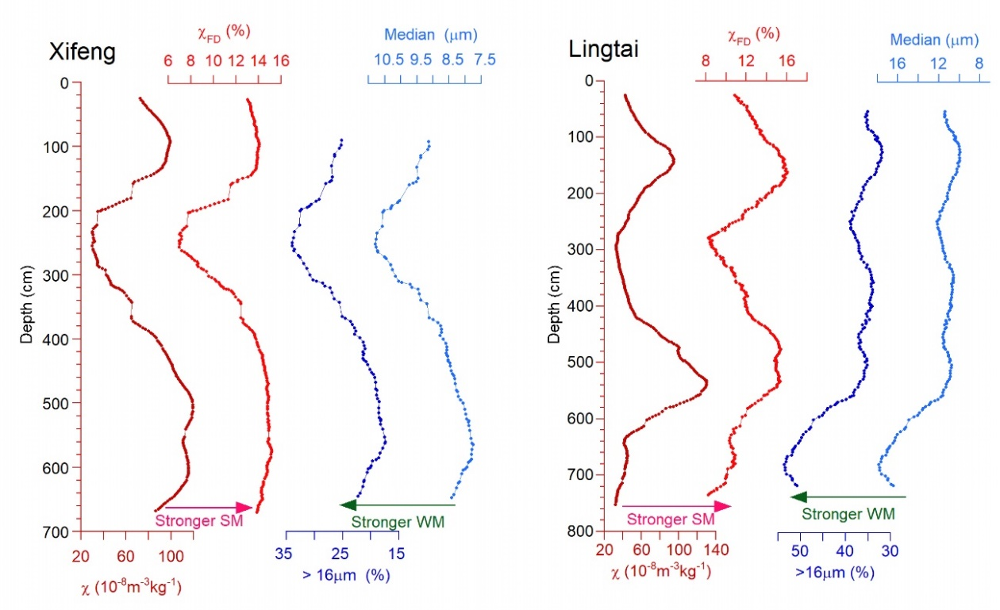 Xifeng
χFD (%)
6 8 10 12 14 16
Median (μm)
10.5 9.5 8.5 7.5
0
100
200
300
400
500
600
700
Depth (cm)
Stronger SM
Stronger WM
20 60 100
χ (10-8m-3kg-1)
35 25 15
> 16μm (%)
Lingtai
χFD (%)
8 12 16
Median (μm)
16 12 8
0
100
200
300
400
500
600
700
800
Depth (cm)
Stronger SM
Stronger WM
20 60 100 140
χ (10-8m-3kg-1)
50 40 30
>16μm (%)